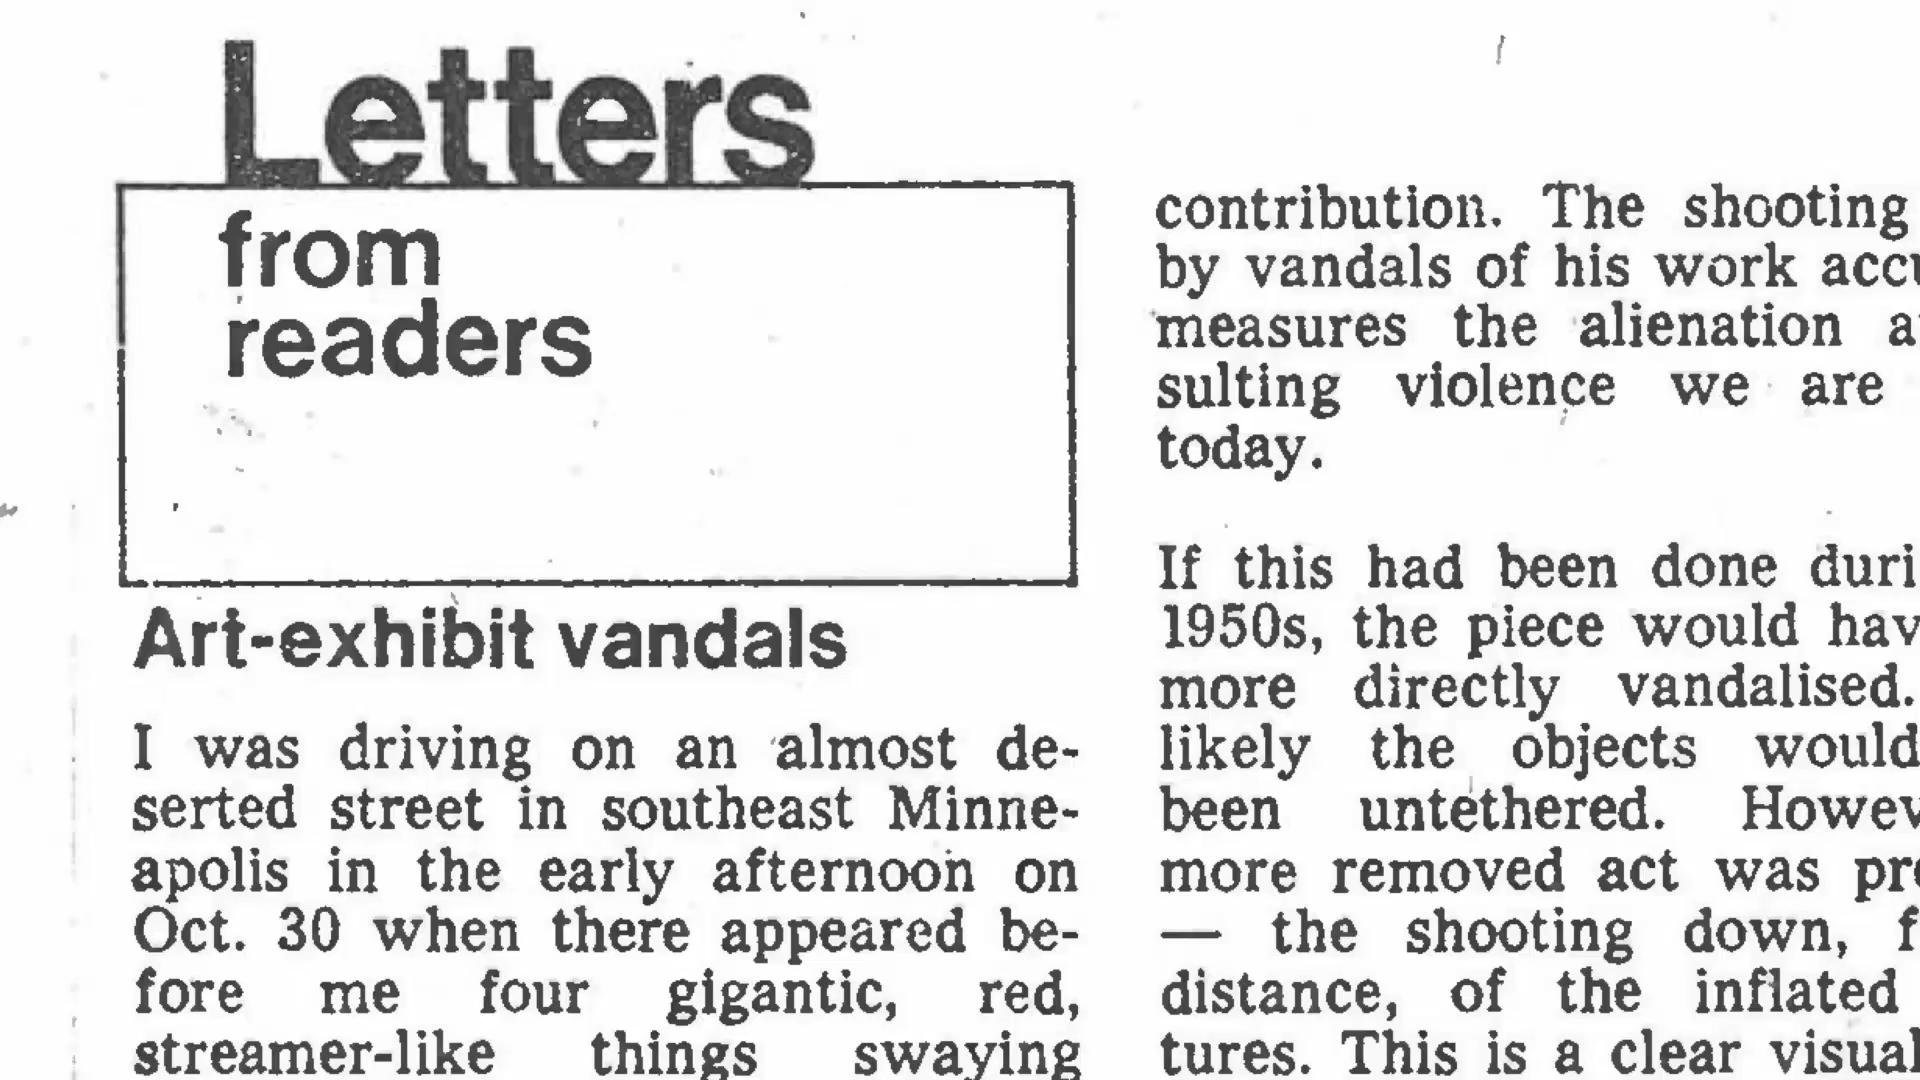 Letters
from
readers
Art-exhibit vandals
I was driving on an almost de-
serted street in southeast Minne-
apolis in the early afternoon on
Oct. 30 when there appeared be-
fore me four gigantic, red,
streamer-like things swaying
contribution. The shooting
by vandals of his work
measures the alienation
sulting violence we are
today.
If this had been done
1950s, the piece would
more directly vandalised.
likely the objects would
been untethered.
more removed act was
— the shooting down,
distance, of the inflated
tures. This is a clear visual